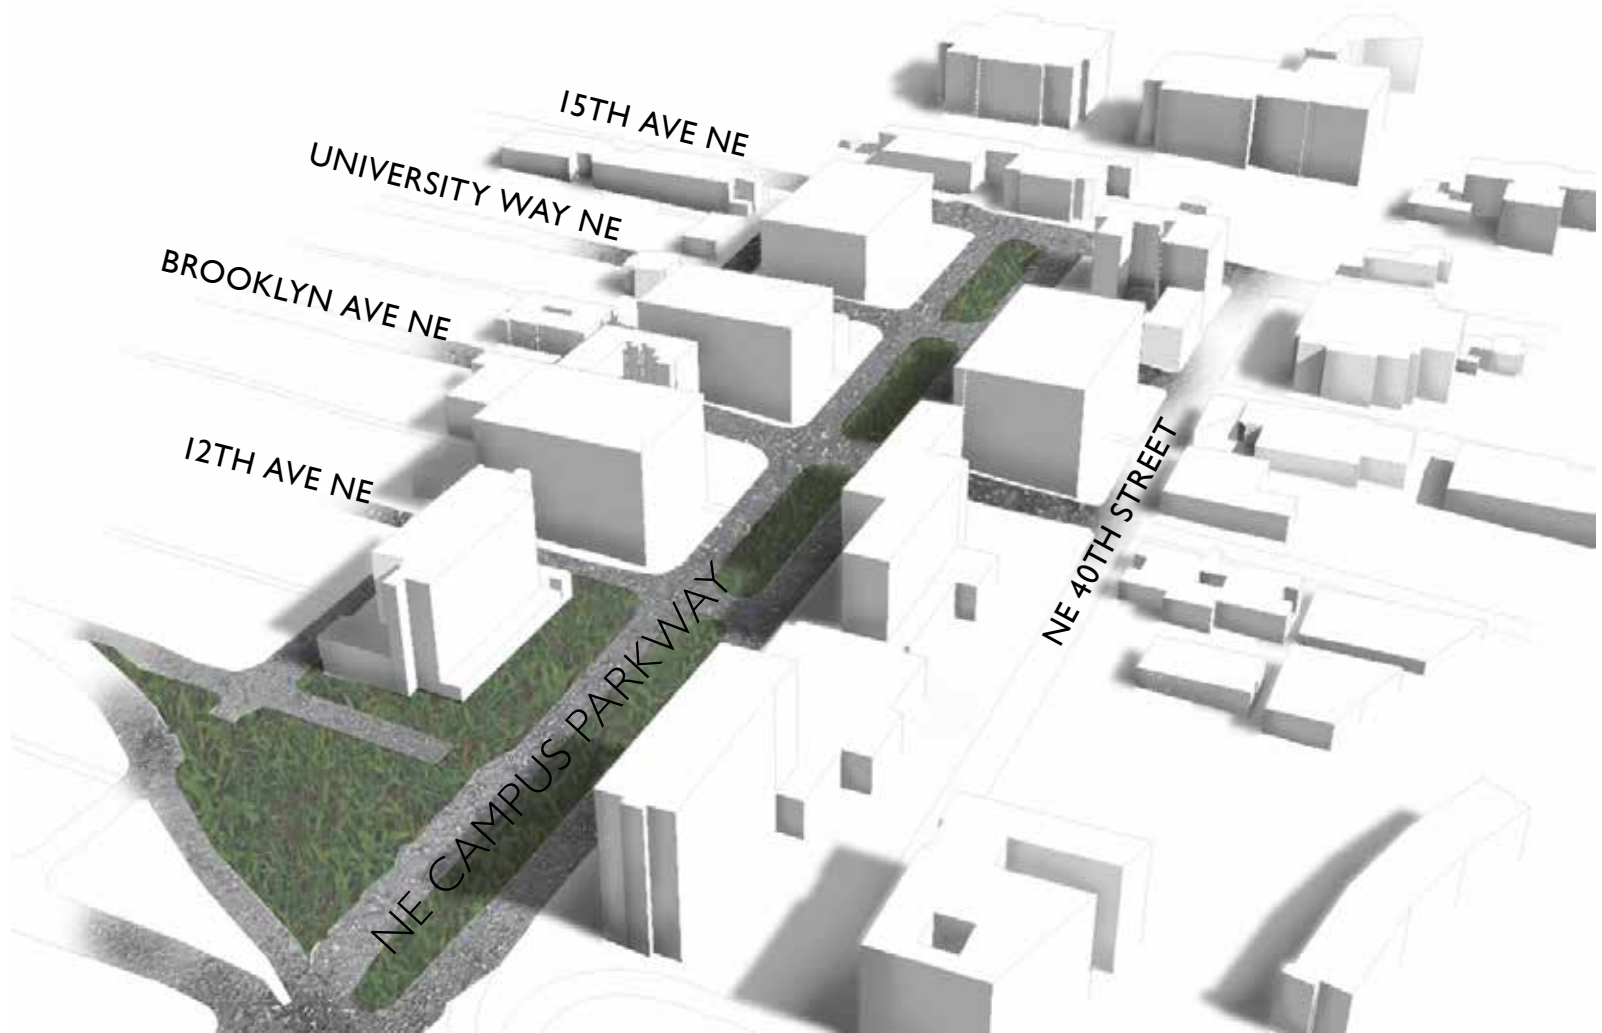 15TH AVE NE
UNIVERSITY WAY NE
BROOKLYN AVE NE
12TH AVE NE
NE 40TH STREET
NE CAMPUS PARKWAY